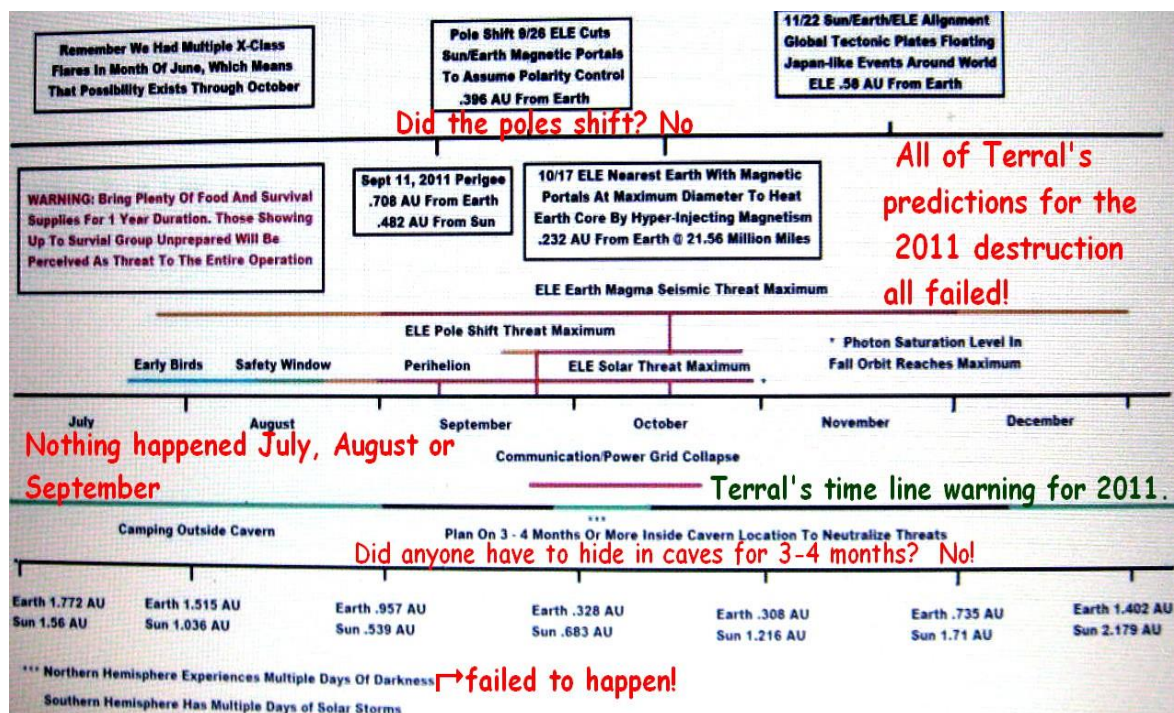 Remember We Had Multiple X-Class
Flares In Month Of June, Which Means
That Possibility Exists Through October
Pole Shift 9/26 ELE Cuts
Sun/Earth Magnetic Portals
To Assume Polarity Control
.396 AU From Earth
11/22 Sun/Earth/ELE Alignment
Global Tectonic Plates Floating
Japan-like Events Around World
ELE .58 AU From Earth
Did the poles shift? No
WARNING: Bring Plenty Of Food And Survival
Supplies For 1 Year Duration. Those Showing
Up To Survial Group Unprepared Will Be
Perceived As Threat To The Entire Operation
Sept 11, 2011 Perigee
.708 AU From Earth
.482 AU From Sun
10/17 ELE Nearest Earth With Magnetic
Portals At Maximum Diameter To Heat
Earth Core By Hyper-Injecting Magnetism
.232 AU From Earth @ 21.56 Million Miles
All of Terral's
predictions for the
2011 destruction
all failed!
ELE Earth Magma Seismic Threat Maximum
ELE Pole Shift Threat Maximum
* Photon Saturation Level In
Fall Orbit Reaches Maximum
Early Birds Safety Window Perihelion ELE Solar Threat Maximum *
July August September October November December
Nothing happened July, August or
September
Communication/Power Grid Collapse
Terral's time line warning for 2011.
Camping Outside Cavern
***
Plan On 3 - 4 Months Or More Inside Cavern Location To Neutralize Threats
Did anyone have to hide in caves for 3-4 months? No!
Earth 1.772 AU
Sun 1.56 AU
Earth 1.515 AU
Sun 1.036 AU
Earth .957 AU
Sun .539 AU
Earth .328 AU
Sun .683 AU
Earth .308 AU
Sun 1.216 AU
Earth .735 AU
Sun 1.71 AU
Earth 1.402 AU
Sun 2.179 AU
*** Northern Hemisphere Experiences Multiple Days Of Darkness
failed to happen!
Southern Hemisphere Has Multiple Days of Solar Storms